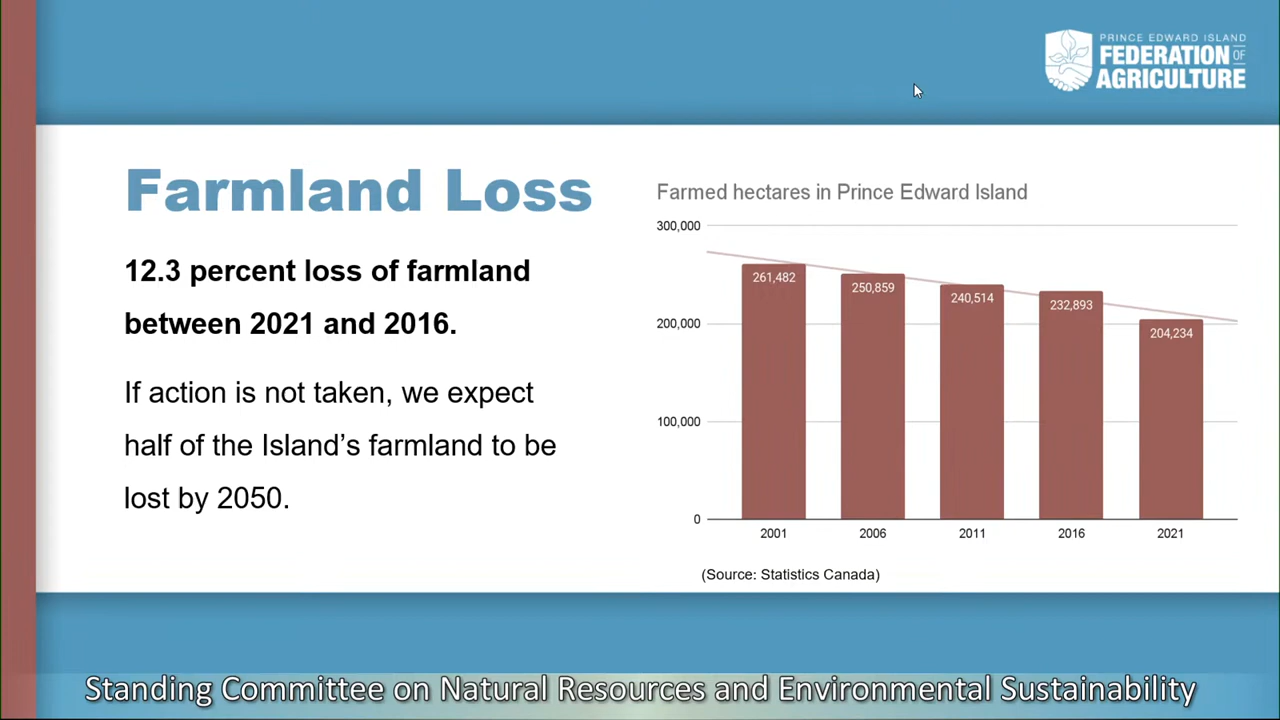 PRINCE EDWARD ISLAND
FEDERATION OF
AGRICULTURE
Farmland Loss
12.3 percent loss of farmland
between 2021 and 2016.
If action is not taken, we expect
half of the Island’s farmland to be
lost by 2050.
Farmed hectares in Prince Edward Island
300,000
200,000
100,000
0
261,482
250,859
240,514
232,893
204,234
2001
2006
2011
2016
2021
(Source: Statistics Canada)
Standing Committee on Natural Resources and Environmental Sustainability